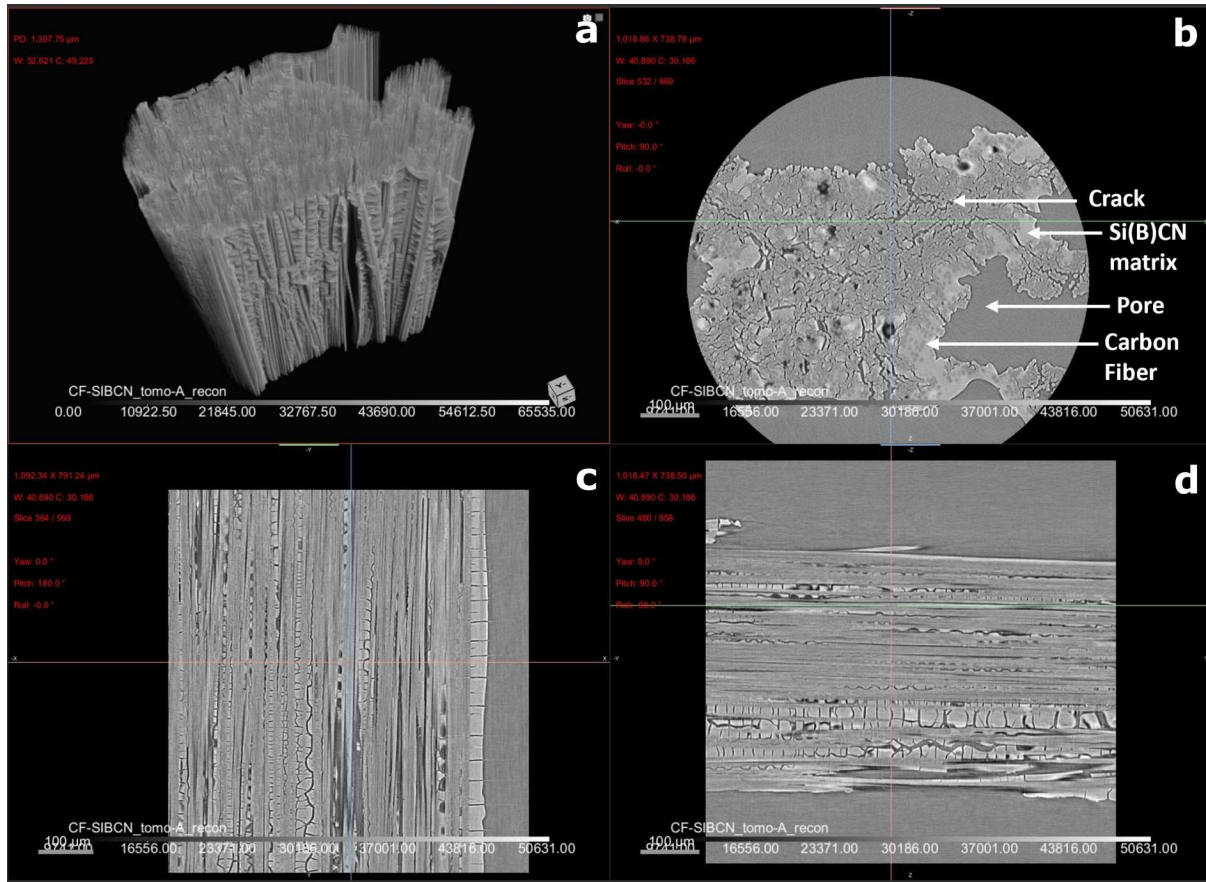 a
PD: 1,307.75 µm
W: 32,621 C: 49,225
CF-SIBCN_tomo-A_recon
0.00 10922.50 21845.00 32767.50 43690.00 54612.50 65535.00
b
-Z
1,018.66 X 738.78 µm
W: 40,890 C: 30,186
Slice 532 / 969
Yaw: -0.0 °
Pitch: 90.0 °
Roll: -0.0 °
-X
Crack
Si(B)CN
matrix
Pore
Carbon
Fiber
CF-SIBCN_tomo-A_recon
100 µm
16556.00 23371.00 30186.00 37001.00 43816.00 50631.00
Z
c
-Y
1,092.34 X 791.24 µm
W: 40,890 C: 30,186
Slice 364 / 993
Yaw: 0.0 °
Pitch: 180.0 °
Roll: -0.0 °
-X X
CF-SIBCN_tomo-A_recon
100 µm
16556.00 23371.00 30186.00 37001.00 43816.00 50631.00
d
-Z
1,018.47 X 738.50 µm
W: 40,890 C: 30,186
Slice 460 / 958
Yaw: 0.0 °
Pitch: 90.0 °
Roll: -90.0 °
-Y
CF-SIBCN_tomo-A_recon
100 µm
16556.00 23371.00 30186.00 37001.00 43816.00 50631.00
Z